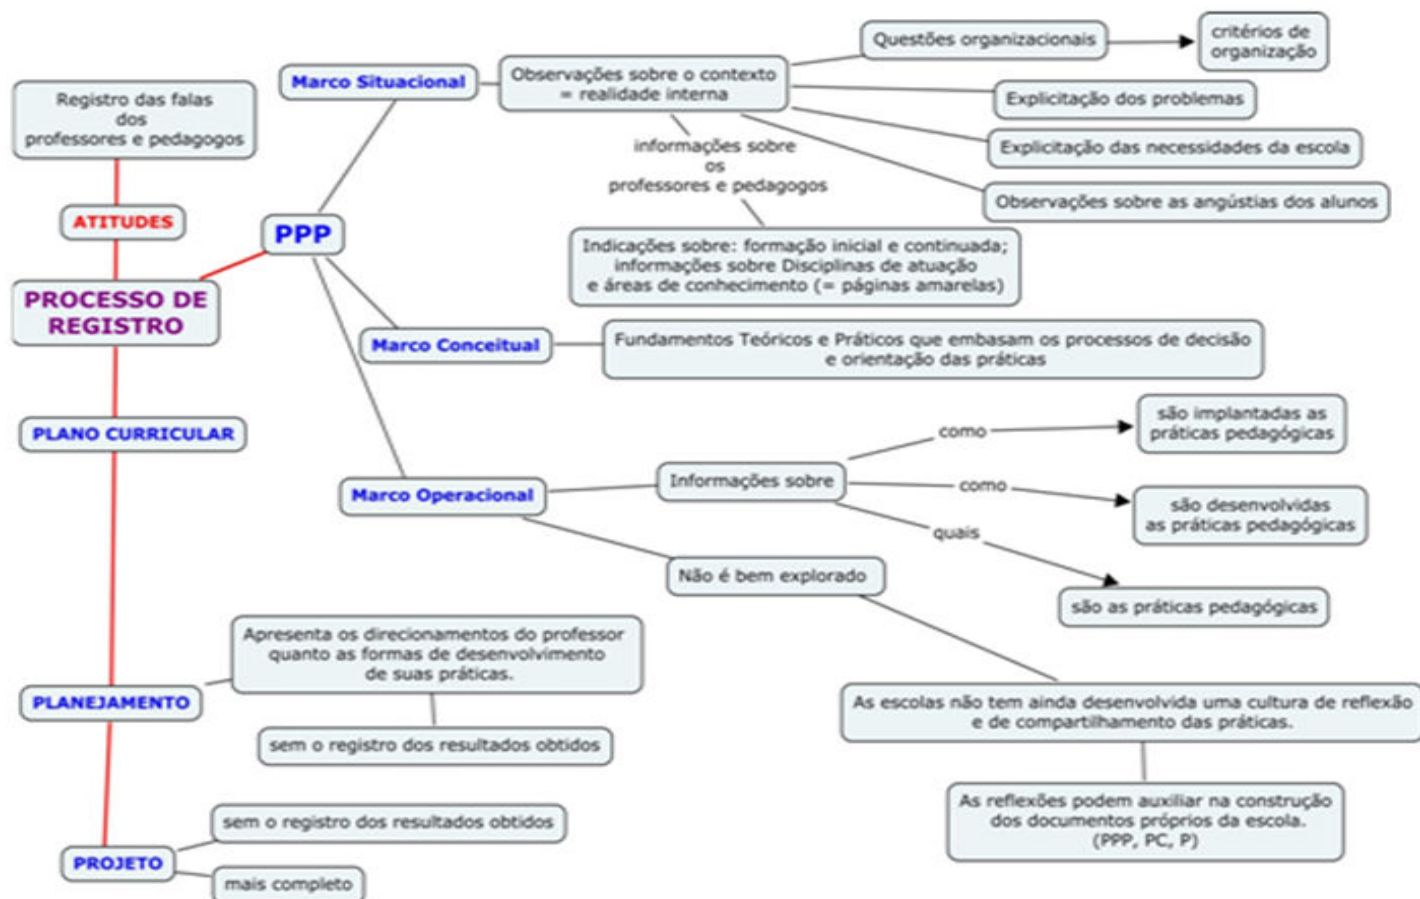 Questões organizacionais
critérios de
organização
Marco Situacional
Observações sobre o contexto
= realidade interna
Explicitação dos problemas
Explicitação das necessidades da escola
Observações sobre as angústias dos alunos
informações sobre
os
professores e pedagogos
Indicações sobre: formação inicial e continuada;
informações sobre Disciplinas de atuação
e áreas de conhecimento (= páginas amarelas)
Registro das falas
dos
professores e pedagogos
ATITUDES
PPP
PROCESSO DE
REGISTRO
Marco Conceitual
Fundamentos Teóricos e Práticos que embasam os processos de decisão
e orientação das práticas
PLANO CURRICULAR
Marco Operacional
Informações sobre
como
são implantadas as
práticas pedagógicas
como
são desenvolvidas
as práticas pedagógicas
quais
são as práticas pedagógicas
Não é bem explorado
As escolas não tem ainda desenvolvida uma cultura de reflexão
e de compartilhamento das práticas.
As reflexões podem auxiliar na construção
dos documentos próprios da escola.
(PPP, PC, P)
PLANEJAMENTO
Apresenta os direcionamentos do professor
quanto as formas de desenvolvimento
de suas práticas.
sem o registro dos resultados obtidos
PROJETO
sem o registro dos resultados obtidos
mais completo